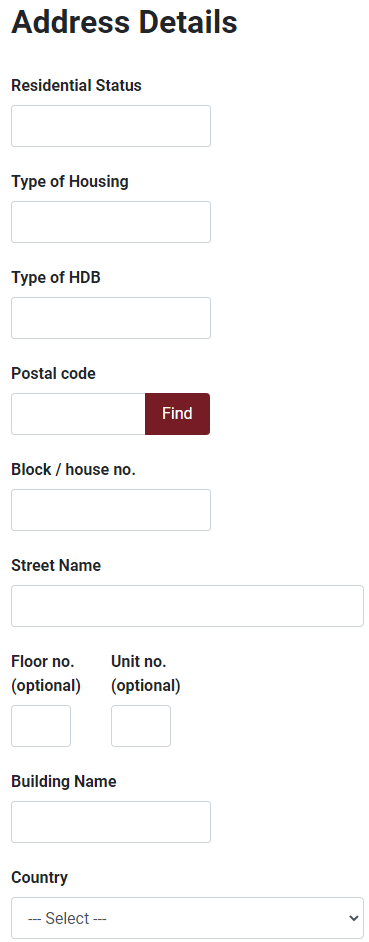 Address Details
Residential Status
Type of Housing
Type of HDB
Postal code
Find
Block / house no.
Street Name
Floor no. (optional)
Unit no. (optional)
Building Name
Country
--- Select ---